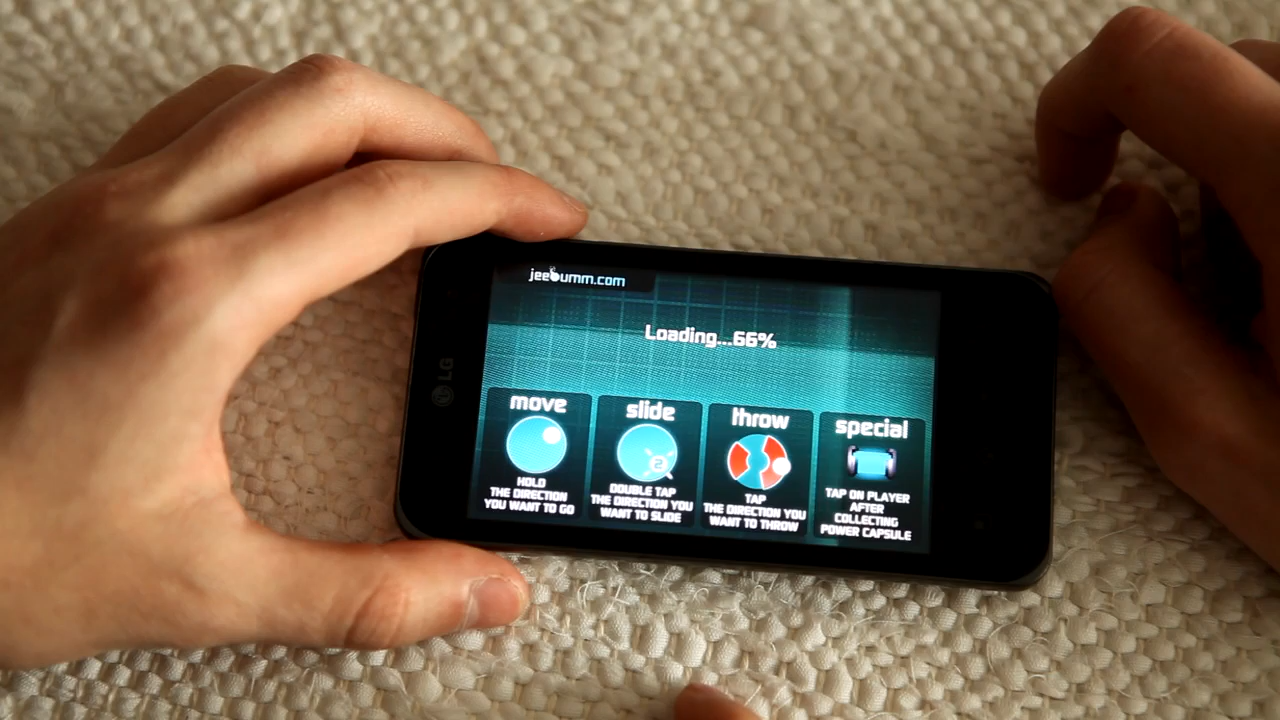 jeebumm.com
Loading...66%
move
HOLD
THE DIRECTION
YOU WANT TO GO
slide
2
DOUBLE TAP
THE DIRECTION YOU
WANT TO SLIDE
throw
TAP
THE DIRECTION YOU
WANT TO THROW
special
TAP ON PLAYER
AFTER
COLLECTING
POWER CAPSULE
LG